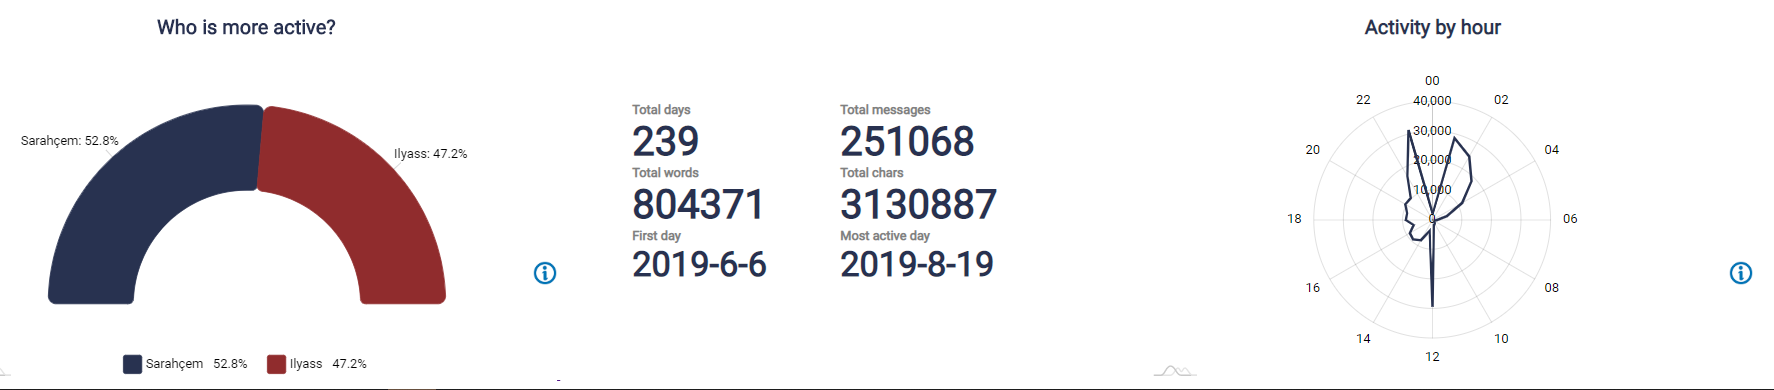 Who is more active?
Sarahçem: 52.8%
Ilyass: 47.2%
Sarahçem 52.8% Ilyass 47.2%
Total days
239
Total messages
251068
Total words
804371
Total chars
3130887
First day
2019-6-6
Most active day
2019-8-19
Activity by hour
00
02
04
06
08
10
12
14
16
18
20
22
40,000
30,000
20,000
10,000
0